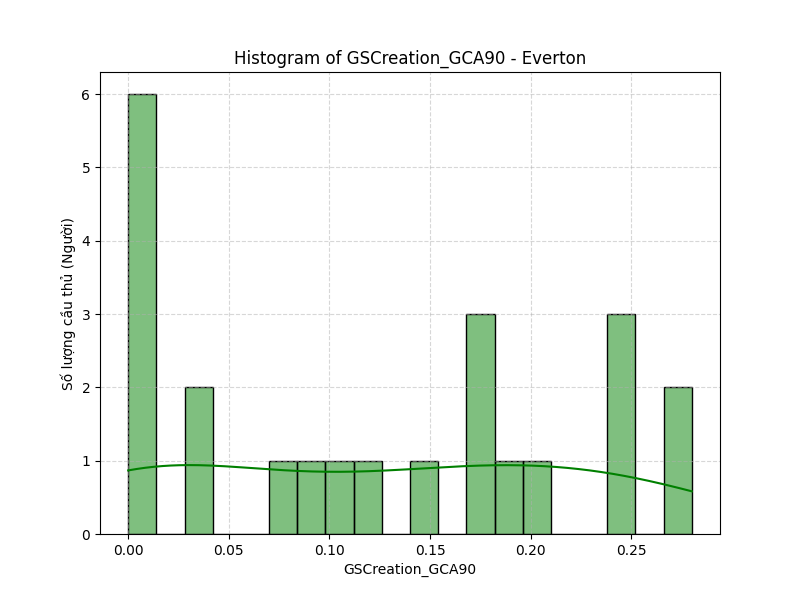 Histogram of GSCreation_GCA90 - Everton
Số lượng cầu thủ (Người)
6
5
4
3
2
1
0
0.00 0.05 0.10 0.15 0.20 0.25
GSCreation_GCA90